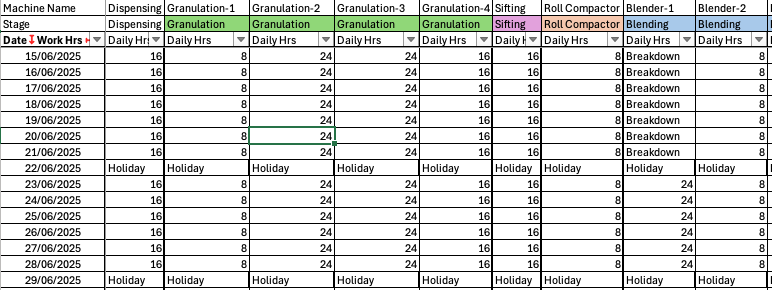 Machine Name Dispensing Granulation-1 Granulation-2 Granulation-3 Granulation-4 Sifting Roll Compactor Blender-1 Blender-2
Stage Dispensing Granulation Granulation Granulation Granulation Sifting Roll Compactor Blending Blending
Date Work Hrs Daily Hrs Daily Hrs Daily Hrs Daily Hrs Daily Hrs Daily Hrs Daily Hrs Daily Hrs
15/06/2025 16 8 24 24 16 16 8 Breakdown 8
16/06/2025 16 8 24 24 16 16 8 Breakdown 8
17/06/2025 16 8 24 24 16 16 8 Breakdown 8
18/06/2025 16 8 24 24 16 16 8 Breakdown 8
19/06/2025 16 8 24 24 16 16 8 Breakdown 8
20/06/2025 16 8 24 24 16 16 8 Breakdown 8
21/06/2025 16 8 24 24 16 16 8 Breakdown 8
22/06/2025 Holiday Holiday Holiday Holiday Holiday Holiday Holiday Holiday Holiday
23/06/2025 16 8 24 24 16 16 8 24 8
24/06/2025 16 8 24 24 16 16 8 24 8
25/06/2025 16 8 24 24 16 16 8 24 8
26/06/2025 16 8 24 24 16 16 8 24 8
27/06/2025 16 8 24 24 16 16 8 24 8
28/06/2025 16 8 24 24 16 16 8 24 8
29/06/2025 Holiday Holiday Holiday Holiday Holiday Holiday Holiday Holiday Holiday